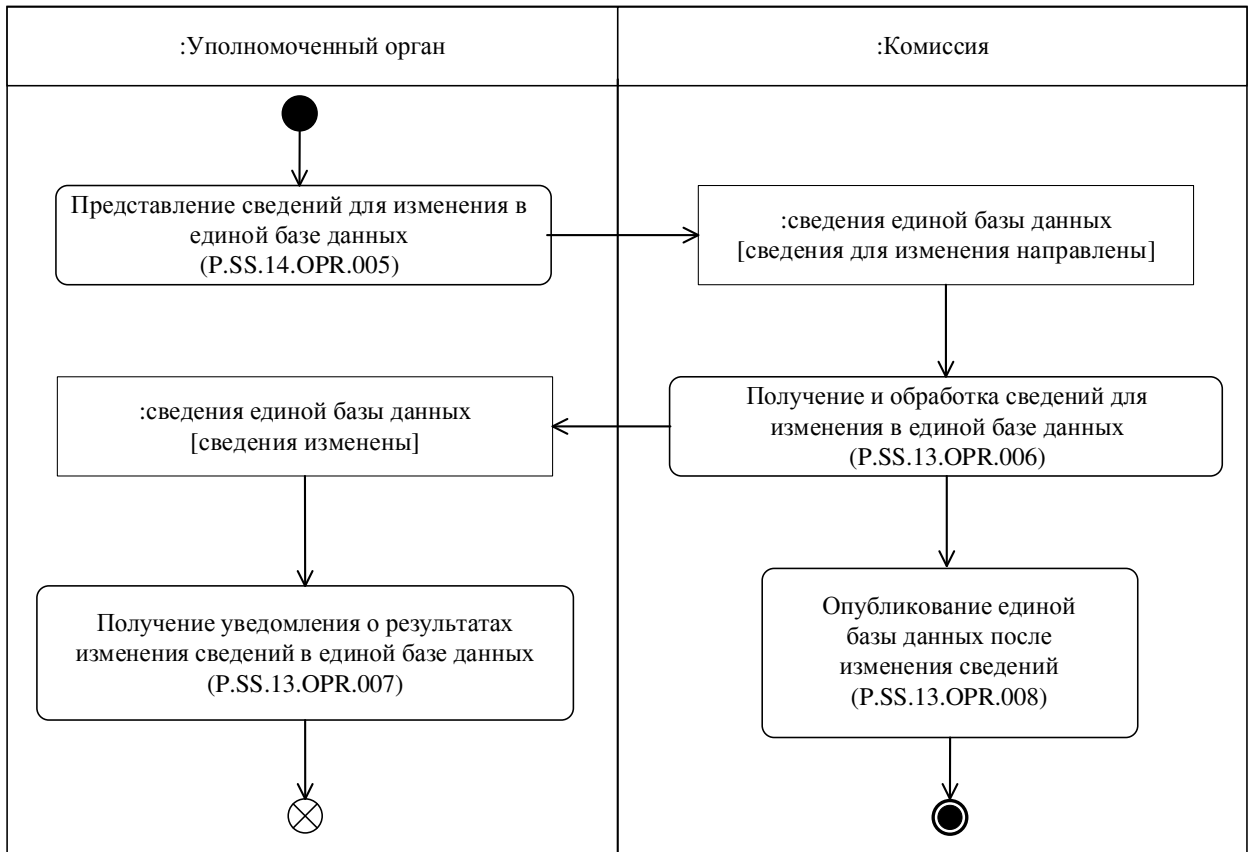 :Уполномоченный орган
:Комиссия
Представление сведений для изменения в
единой базе данных
(P.SS.14.OPR.005)
:сведения единой базы данных
[сведения для изменения направлены]
:сведения единой базы данных
[сведения изменены]
Получение и обработка сведений для
изменения в единой базе данных
(P.SS.13.OPR.006)
Получение уведомления о результатах
изменения сведений в единой базе данных
(P.SS.13.OPR.007)
Опубликование единой
базы данных после
изменения сведений
(P.SS.13.OPR.008)